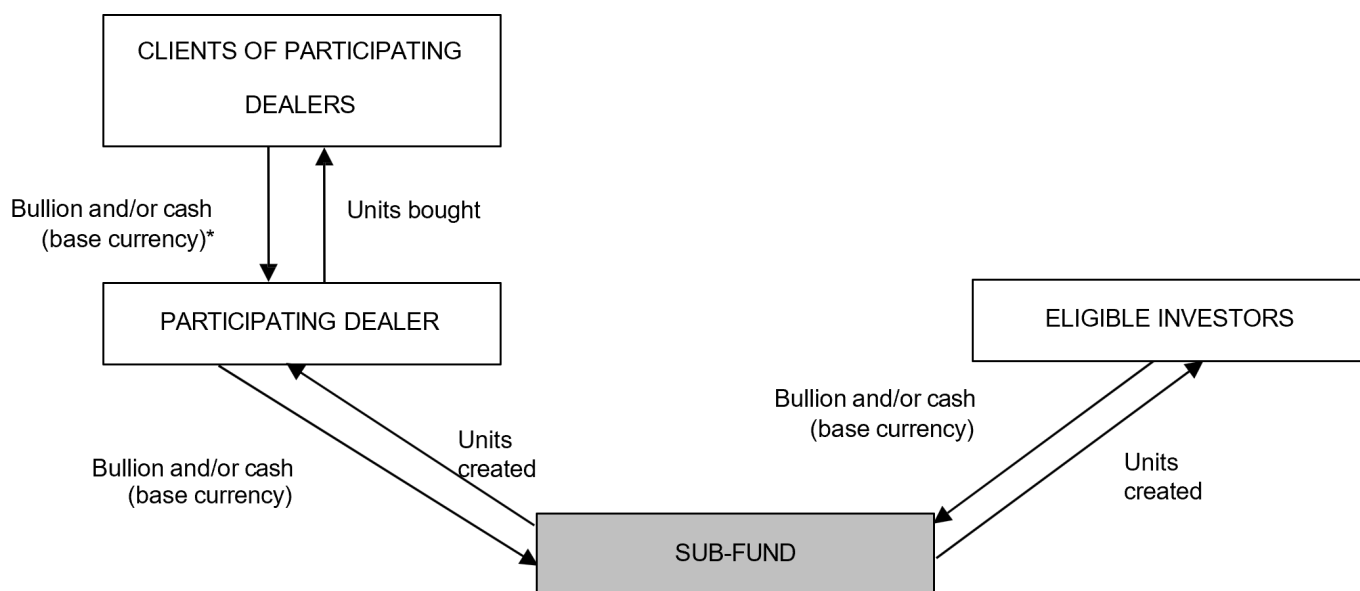 CLIENTS OF PARTICIPATING
DEALERS
Bullion and/or cash
(base currency)*
Units bought
PARTICIPATING DEALER
ELIGIBLE INVESTORS
Bullion and/or cash
(base currency)
Units
created
Bullion and/or cash
(base currency)
Units
created
SUB-FUND